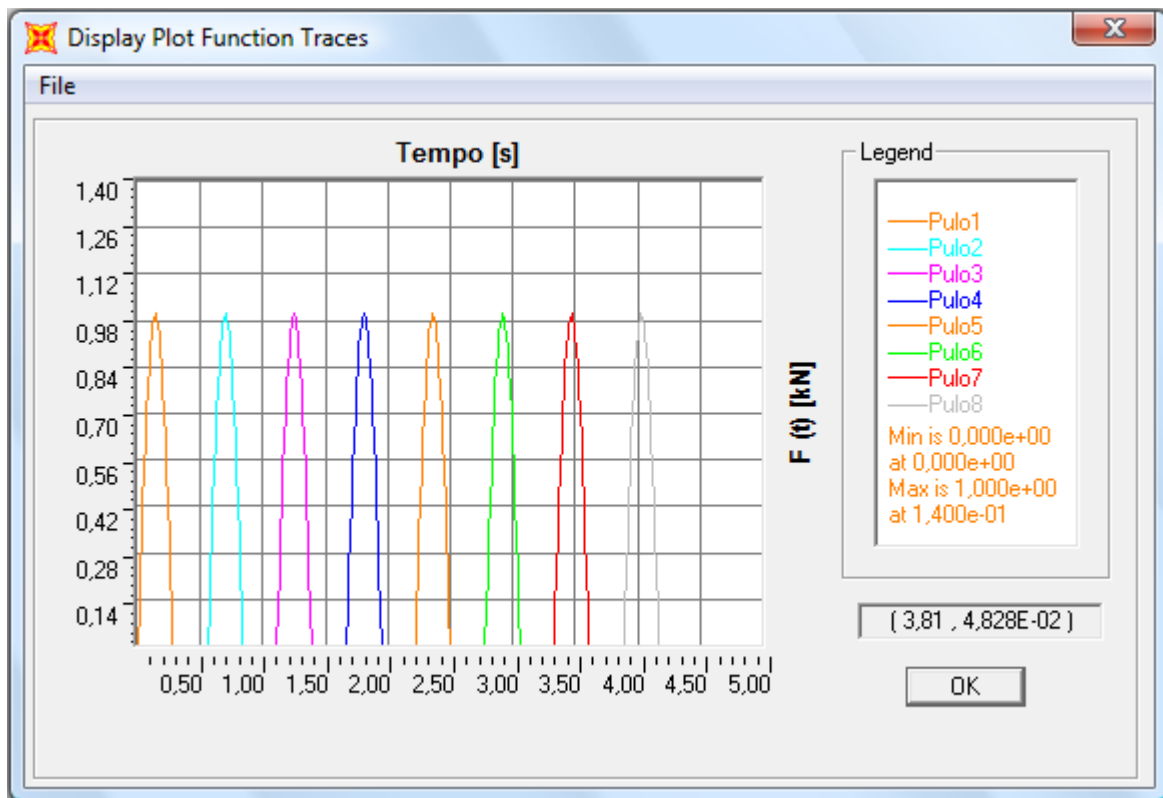 Display Plot Function Traces
File
Tempo [s]
1,40
1,26
1,12
0,98
0,84
0,70
0,56
0,42
0,28
0,14
0,50 1,00 1,50 2,00 2,50 3,00 3,50 4,00 4,50 5,00
F (t) [kN]
Legend
Pulo1
Pulo2
Pulo3
Pulo4
Pulo5
Pulo6
Pulo7
Pulo8
Min is 0,000e+00
at 0,000e+00
Max is 1,000e+00
at 1,400e-01
( 3,81 , 4,828E-02 )
OK